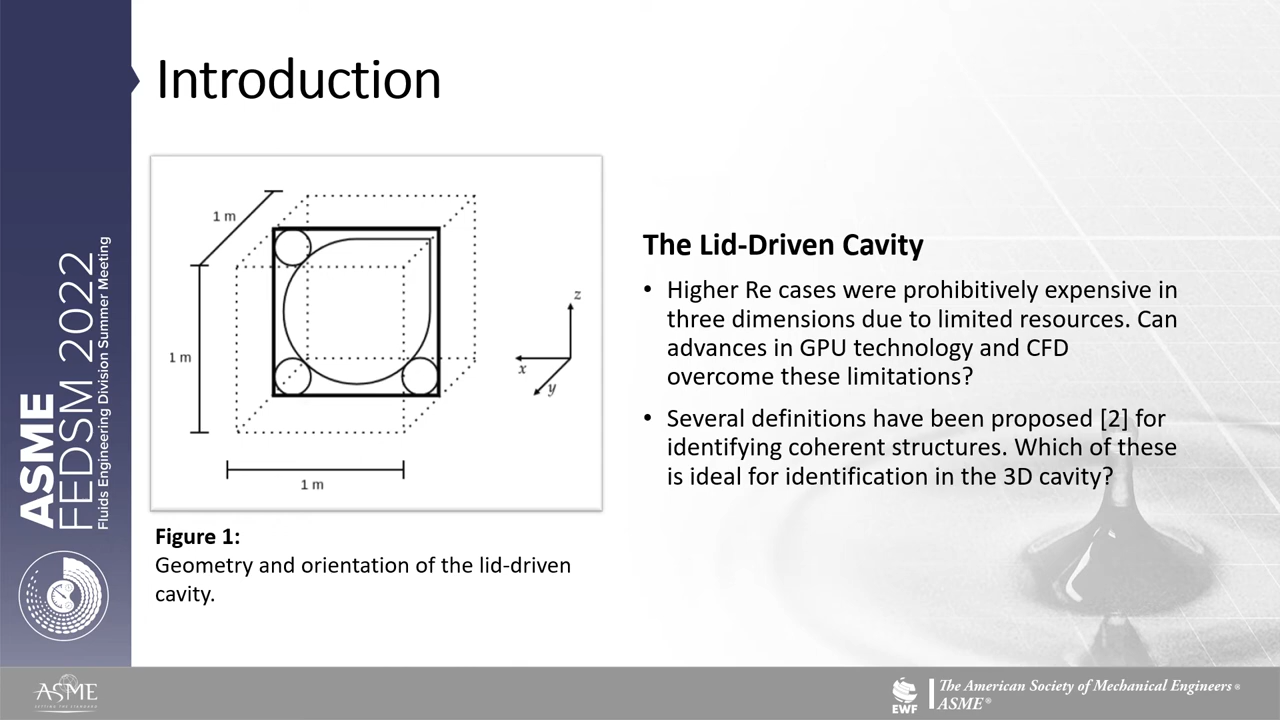 Introduction
1 m
1 m
1 m
z
x
y
Figure 1:
Geometry and orientation of the lid-driven
cavity.
The Lid-Driven Cavity
• Higher Re cases were prohibitively expensive in
three dimensions due to limited resources. Can
advances in GPU technology and CFD
overcome these limitations?
• Several definitions have been proposed [2] for
identifying coherent structures. Which of these
is ideal for identification in the 3D cavity?
ASME
FEDSM 2022
Fluids Engineering Division Summer Meeting
ASME
SETTING THE STANDARD
EWF
The American Society of Mechanical Engineers®
ASME®